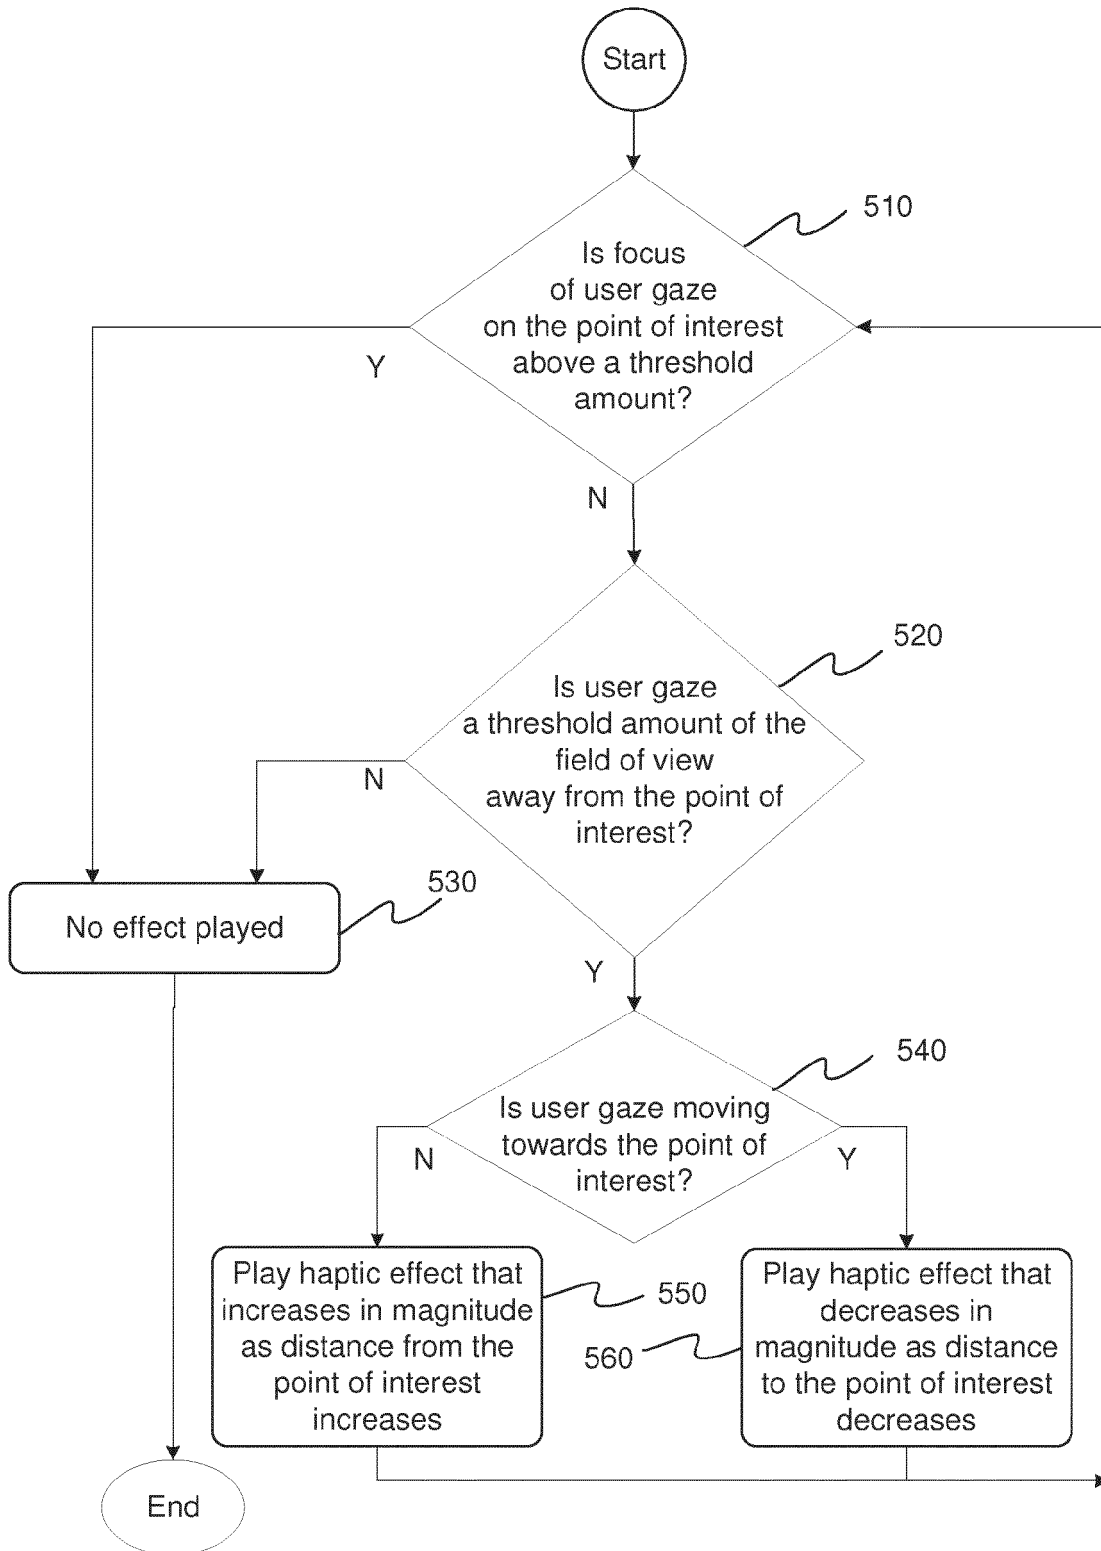 Start
510
Is focus
of user gaze
on the point of interest
above a threshold
amount?
Y
N
520
Is user gaze
a threshold amount of the
field of view
away from the point of
interest?
N
530
No effect played
Y
540
Is user gaze moving
towards the point of
interest?
N
Y
Play haptic effect that
increases in magnitude
as distance from the
point of interest
increases
550
560
Play haptic effect that
decreases in
magnitude as distance
to the point of interest
decreases
End